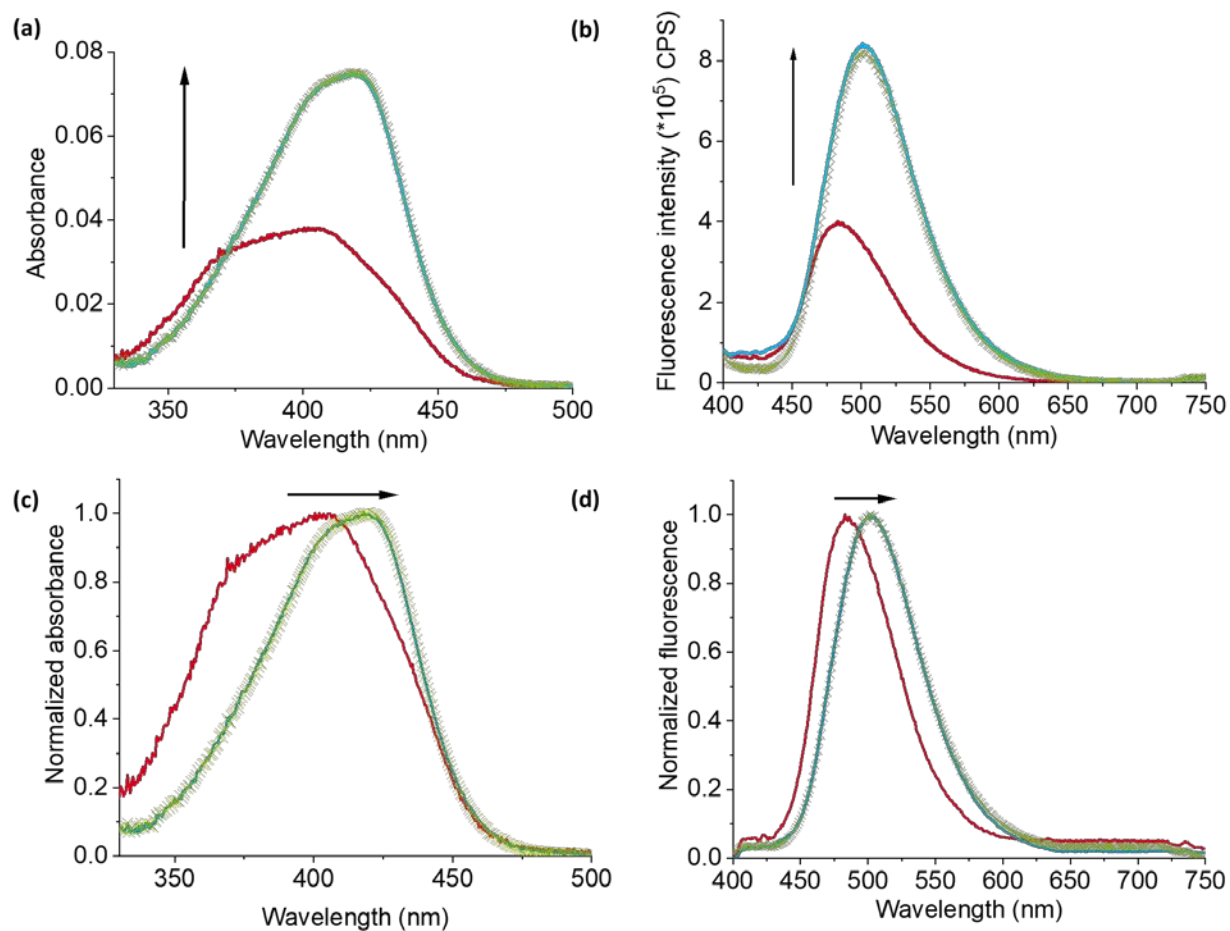 (a)
0.08
0.06
0.04
0.02
0.00
Absorbance
350 400 450 500
Wavelength (nm)
(b)
8
6
4
2
0
Fluorescence intensity (*10⁵) CPS
400 450 500 550 600 650 700 750
Wavelength (nm)
(c)
1.0
0.8
0.6
0.4
0.2
0.0
Normalized absorbance
350 400 450 500
Wavelength (nm)
(d)
1.0
0.8
0.6
0.4
0.2
0.0
Normalized fluorescence
400 450 500 550 600 650 700 750
Wavelength (nm)